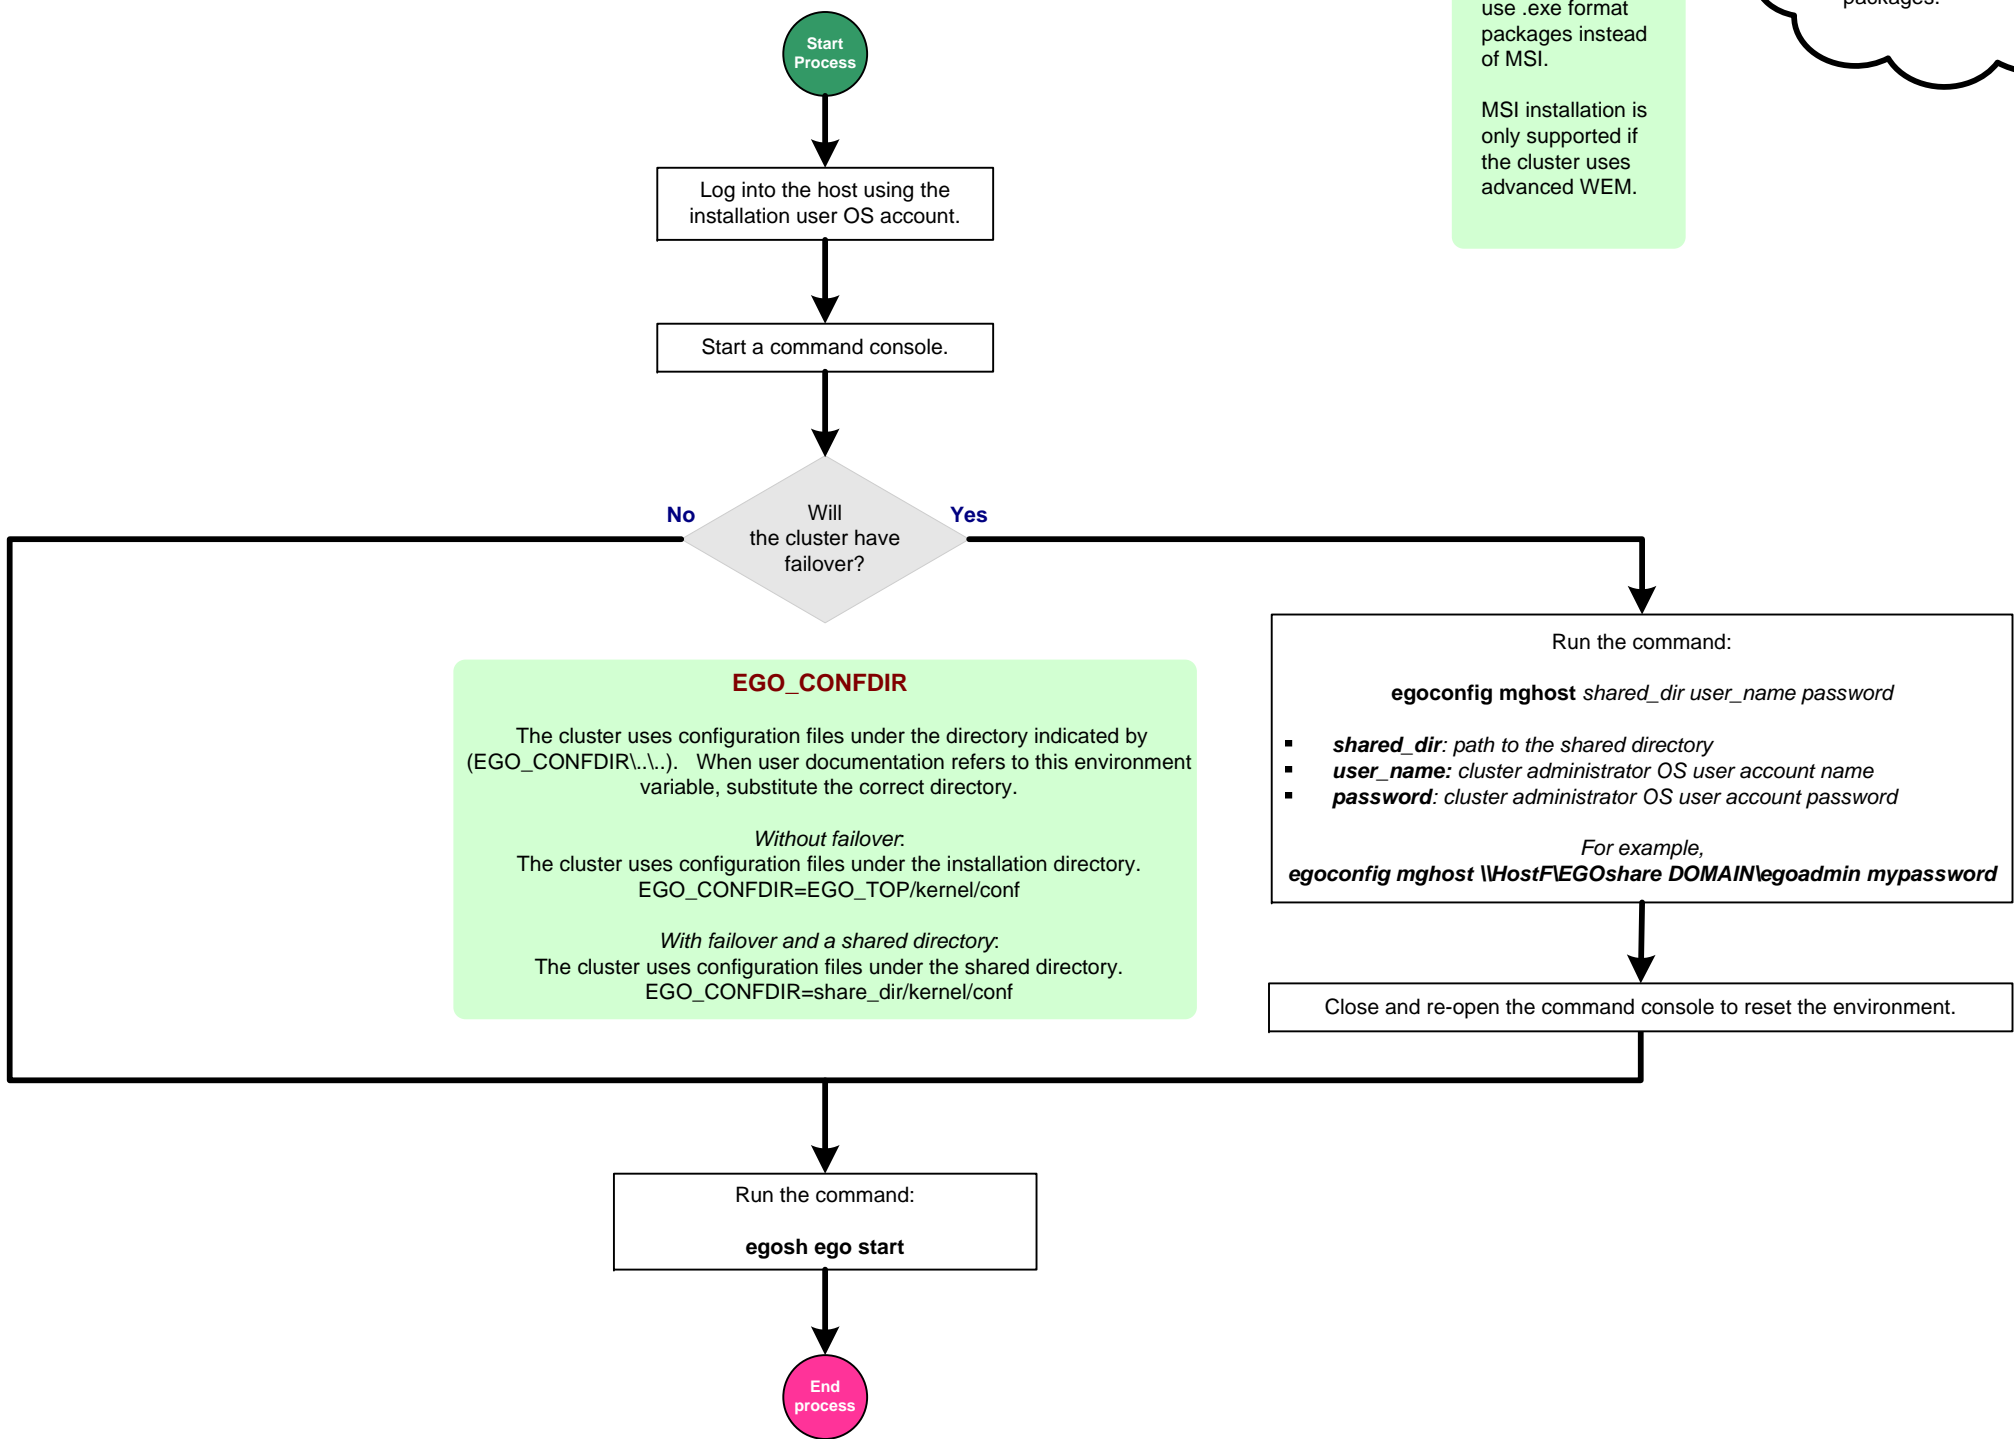 use .exe format
packages instead
of MSI.
MSI installation is
only supported if
the cluster uses
advanced WEM.
packages.
Start
Process
Log into the host using the
installation user OS account.
Start a command console.
No
Will
the cluster have
failover?
Yes
EGO_CONFDIR
The cluster uses configuration files under the directory indicated by
(EGO_CONFDIR\..\..). When user documentation refers to this environment
variable, substitute the correct directory.
Without failover:
The cluster uses configuration files under the installation directory.
EGO_CONFDIR=EGO_TOP/kernel/conf
With failover and a shared directory:
The cluster uses configuration files under the shared directory.
EGO_CONFDIR=share_dir/kernel/conf
Run the command:
egoconfig mghost shared_dir user_name password
▪ shared_dir: path to the shared directory
▪ user_name: cluster administrator OS user account name
▪ password: cluster administrator OS user account password
For example,
egoconfig mghost \\HostF\EGOshare DOMAIN\egoadmin mypassword
Close and re-open the command console to reset the environment.
Run the command:
egosh ego start
End
process